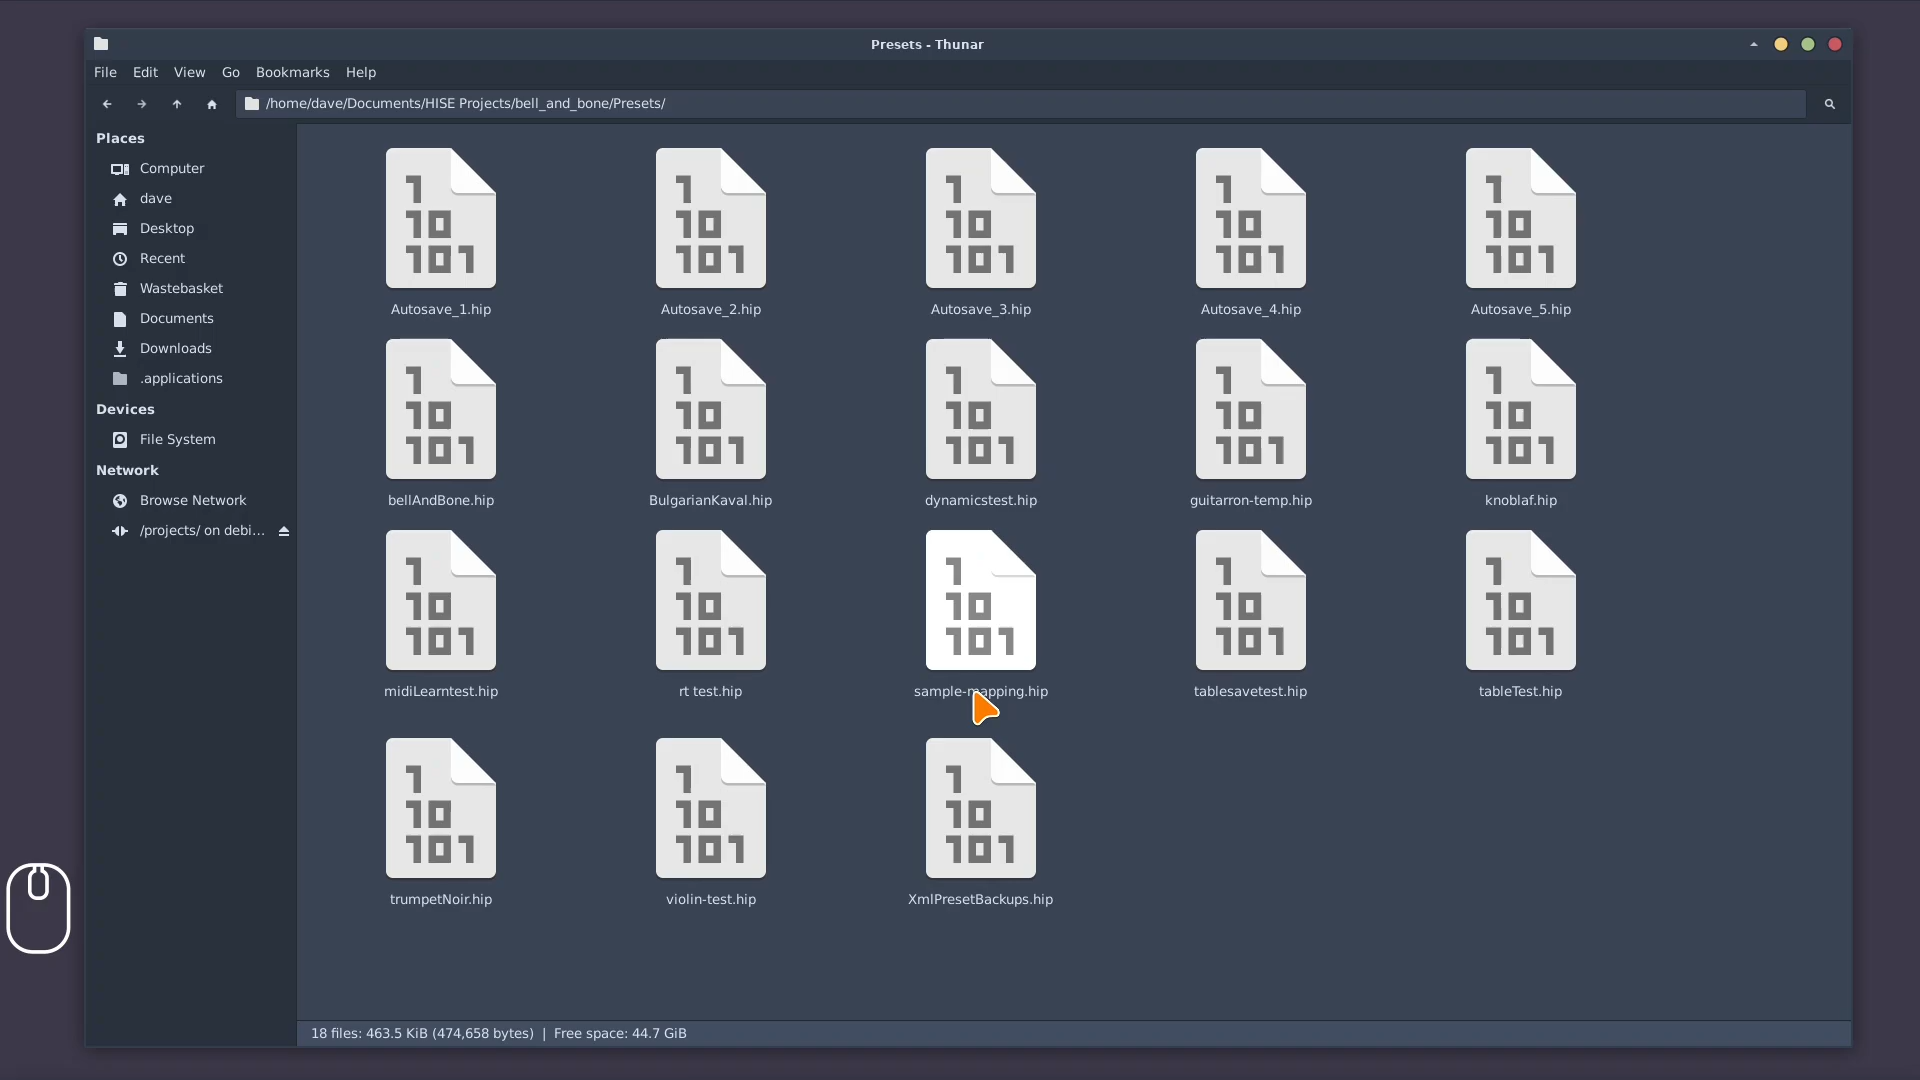 Presets - Thunar
File Edit View Go Bookmarks Help
/home/dave/Documents/HISE Projects/bell_and_bone/Presets/
Places
Computer
dave
Desktop
Recent
Wastebasket
Documents
Downloads
.applications
Devices
File System
Network
Browse Network
/projects/ on debi...
Autosave_1.hip Autosave_2.hip Autosave_3.hip Autosave_4.hip Autosave_5.hip
bellAndBone.hip BulgarianKaval.hip dynamicstest.hip guitarron-temp.hip knoblaf.hip
midiLearntest.hip rt test.hip sample-mapping.hip tablesavetest.hip tableTest.hip
trumpetNoir.hip violin-test.hip XmlPresetBackups.hip
18 files: 463.5 KiB (474,658 bytes) | Free space: 44.7 GiB